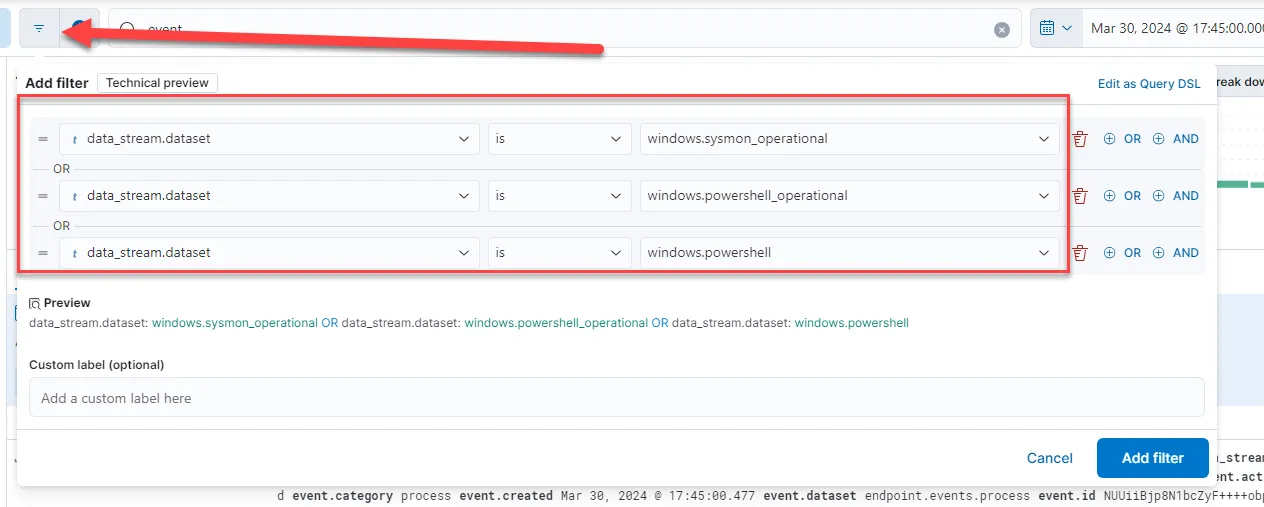 event
Mar 30, 2024 @ 17:45:00.00
Add filter Technical preview Edit as Query DSL
reak dow
= t data_stream.dataset is windows.sysmon_operational OR AND
OR
= t data_stream.dataset is windows.powershell_operational OR AND
OR
= t data_stream.dataset is windows.powershell OR AND
Preview
data_stream.dataset: windows.sysmon_operational OR data_stream.dataset: windows.powershell_operational OR data_stream.dataset: windows.powershell
Custom label (optional)
Add a custom label here
Cancel Add filter
a_stream
ent.act
d event.category process event.created Mar 30, 2024 @ 17:45:00.477 event.dataset endpoint.events.process event.id NUUiiBjp8N1bcZyF++++obp